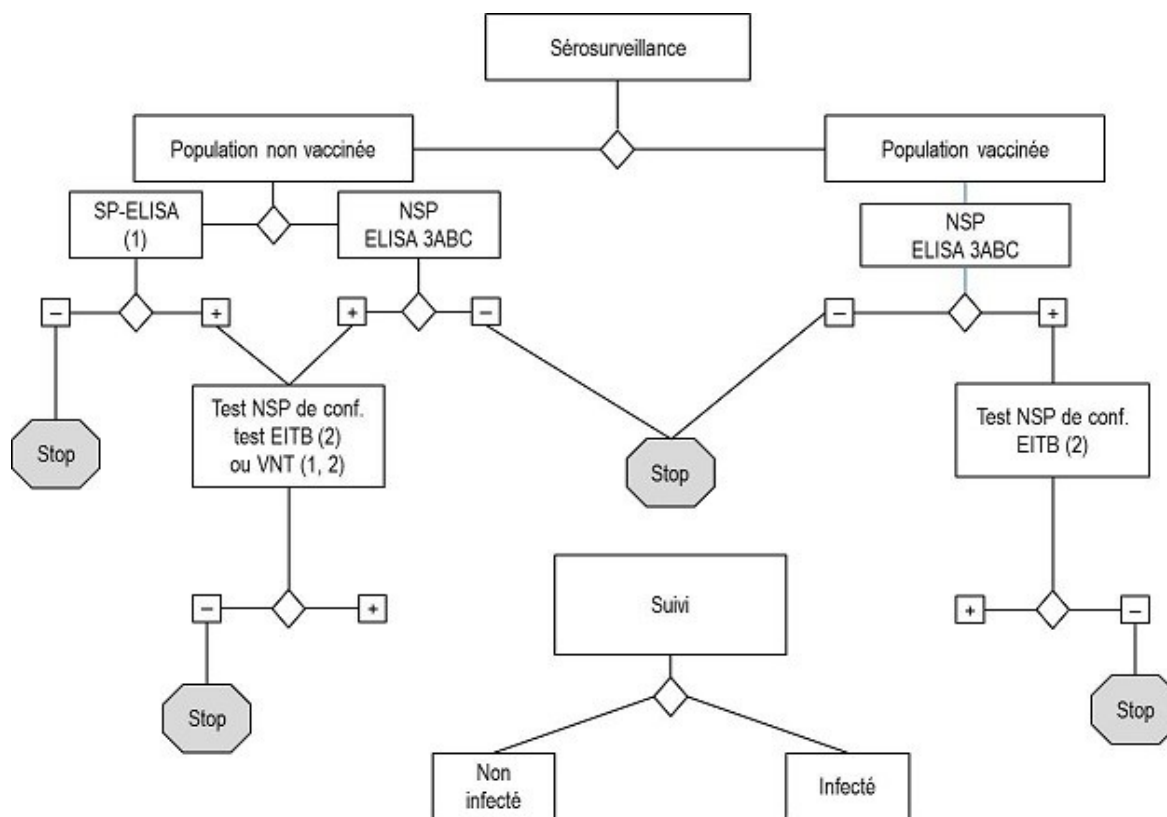 Sérosurveillance
Population non vaccinée
Population vaccinée
SP-ELISA
(1)
NSP
ELISA 3ABC
NSP
ELISA 3ABC
–
+
+
–
–
+
Test NSP de conf.
test EITB (2)
ou VNT (1, 2)
Test NSP de conf.
EITB (2)
Stop
Stop
Suivi
–
+
+
–
Stop
Stop
Non
infecté
Infecté